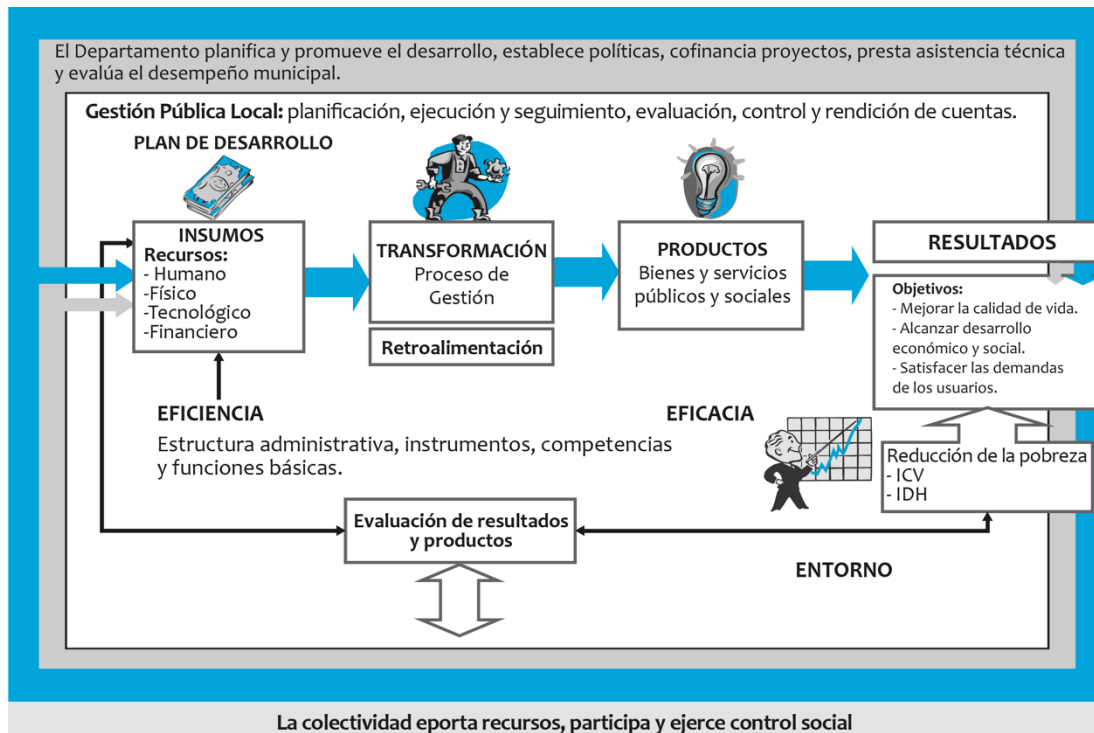 El Departamento planifica y promueve el desarrollo, establece políticas, cofinancia proyectos, presta asistencia técnica
y evalúa el desempeño municipal.
Gestión Pública Local: planificación, ejecución y seguimiento, evaluación, control y rendición de cuentas.
PLAN DE DESARROLLO
INSUMOS
Recursos:
- Humano
-Físico
-Tecnológico
-Financiero
TRANSFORMACIÓN
Proceso de
Gestión
Retroalimentación
PRODUCTOS
Bienes y servicios
públicos y sociales
RESULTADOS
Objetivos:
- Mejorar la calidad de vida.
- Alcanzar desarrollo
económico y social.
- Satisfacer las demandas
de los usuarios.
EFICIENCIA
Estructura administrativa, instrumentos, competencias
y funciones básicas.
EFICACIA
Reducción de la pobreza
- ICV
- IDH
Evaluación de resultados
y productos
ENTORNO
La colectividad eporta recursos, participa y ejerce control social